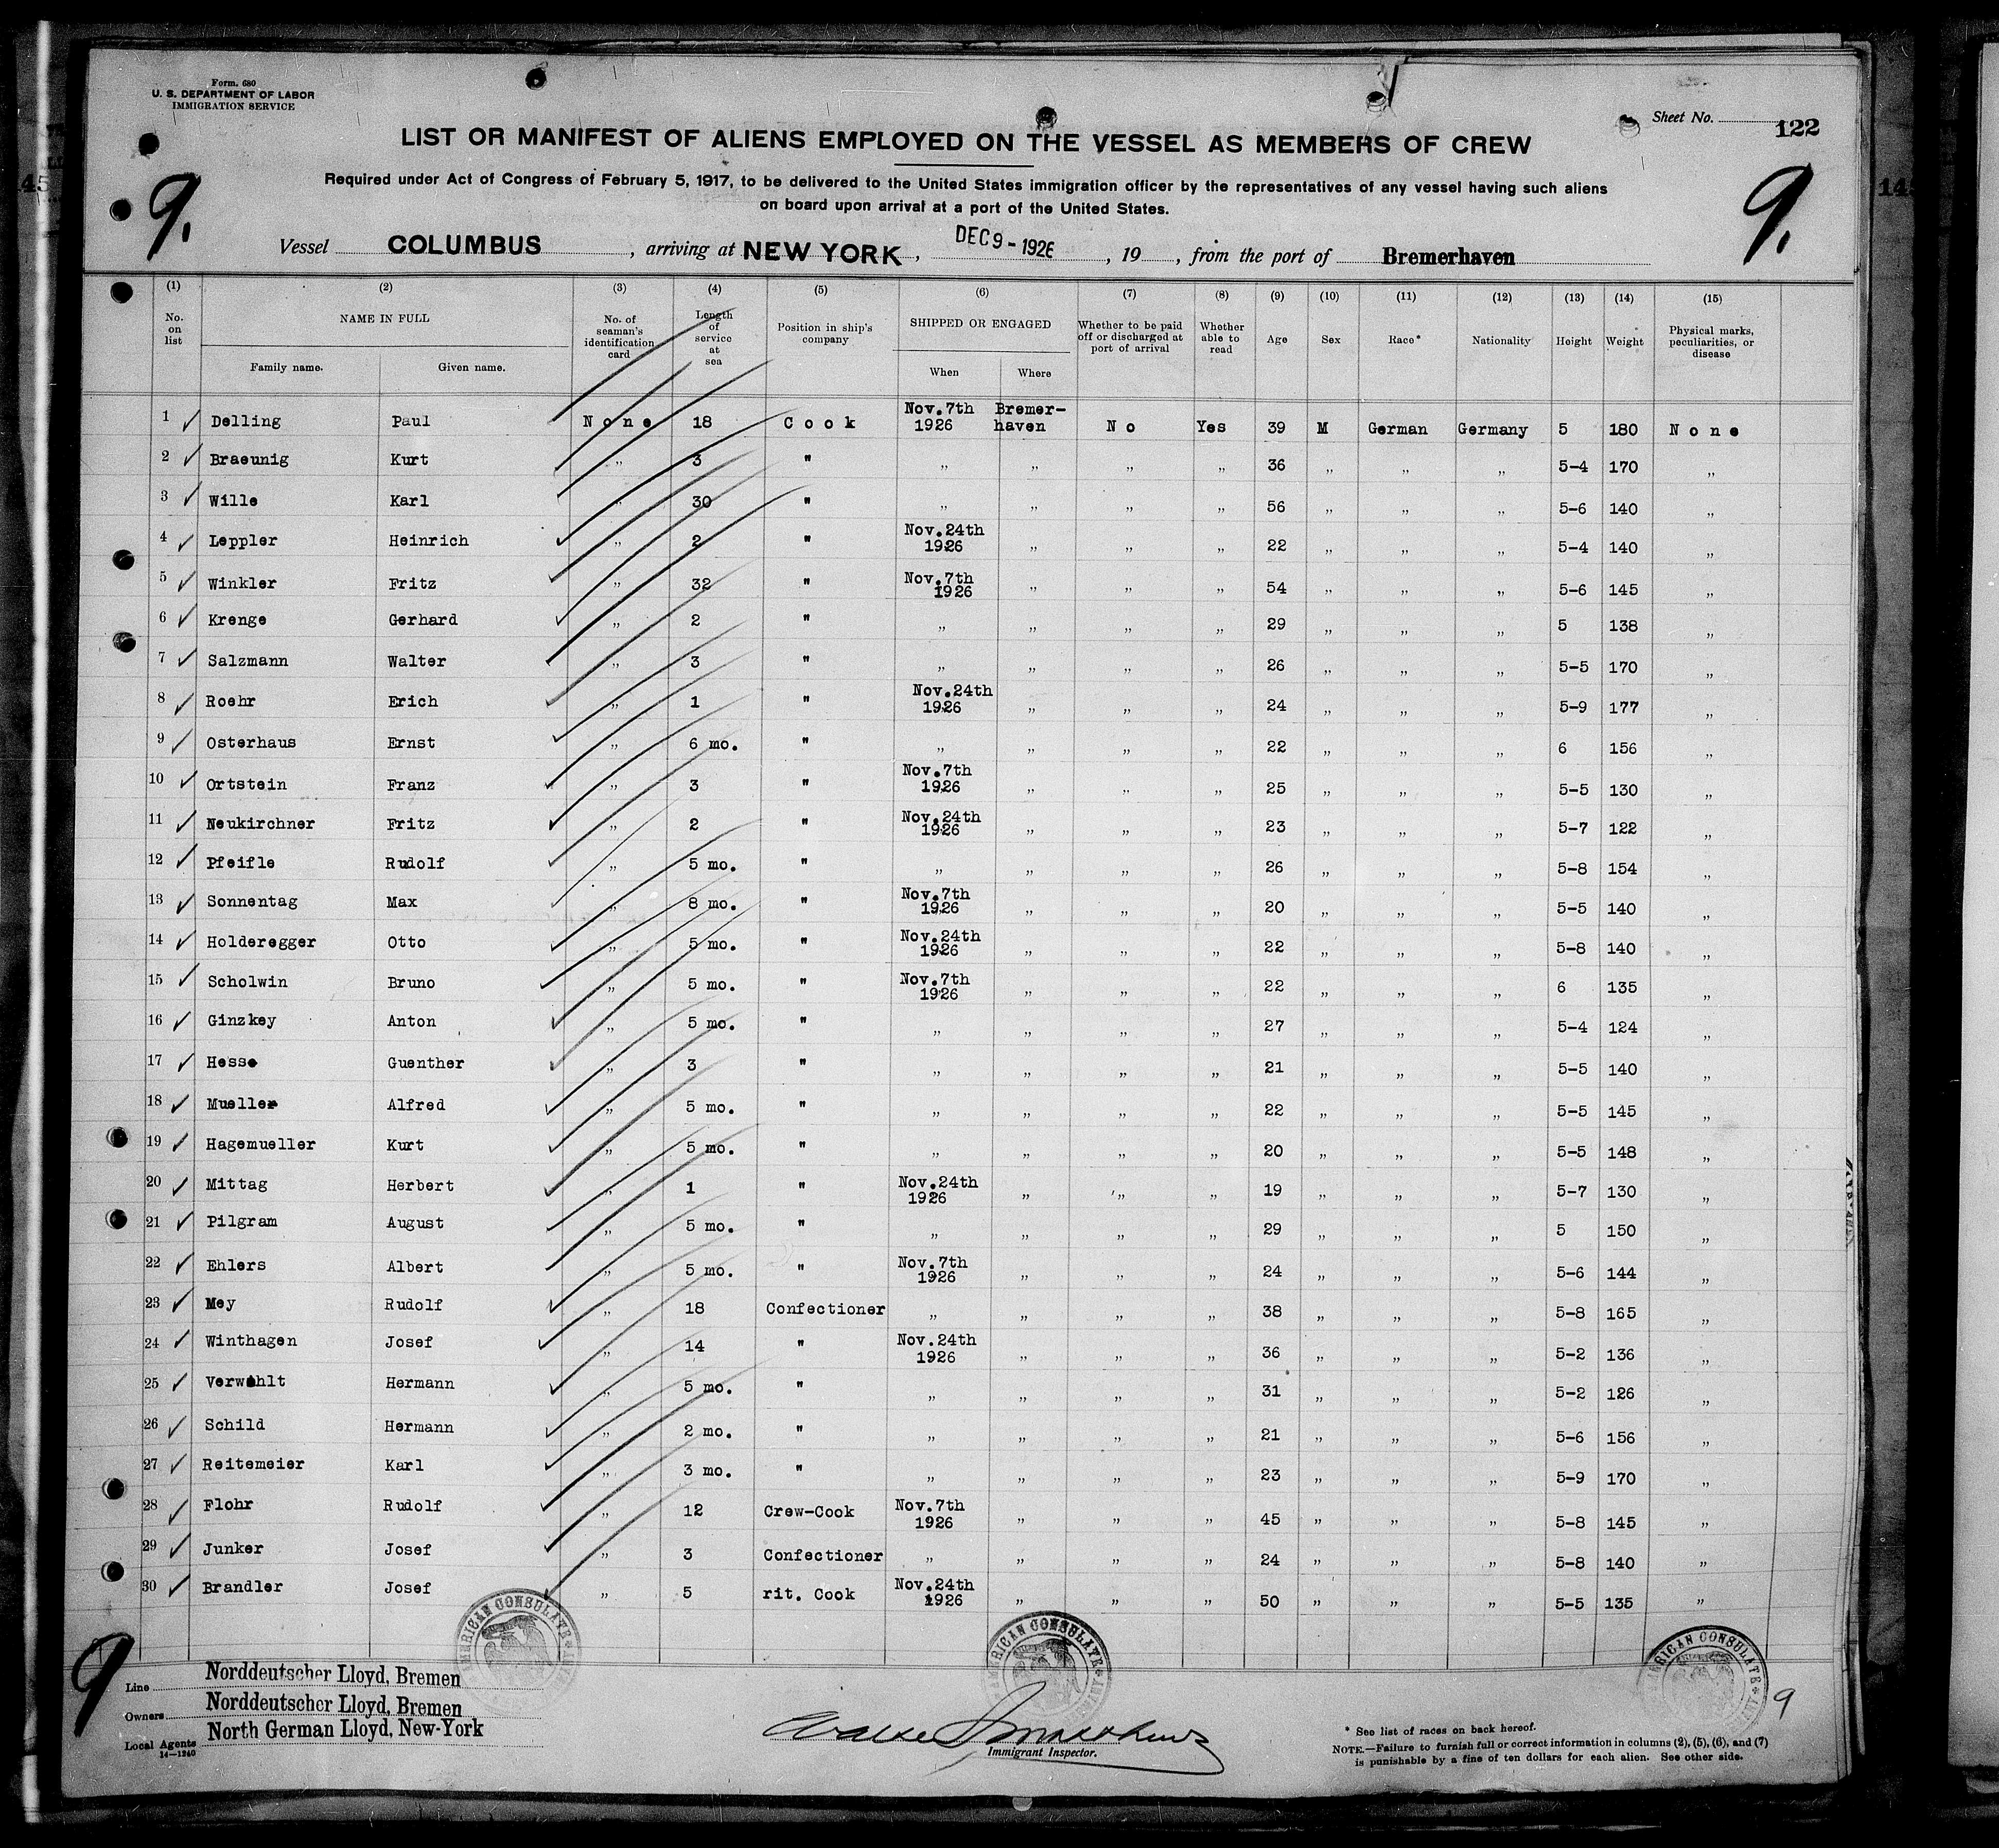 Form. 680
U. S. DEPARTMENT OF LABOR
IMMIGRATION SERVICE
Sheet No. 122
LIST OR MANIFEST OF ALIENS EMPLOYED ON THE VESSEL AS MEMBERS OF CREW
Required under Act of Congress of February 5, 1917, to be delivered to the United States immigration officer by the representatives of any vessel having such aliens
on board upon arrival at a port of the United States.
9. 9.
Vessel COLUMBUS, arriving at NEW YORK, DEC 9 - 1926, 19, from the port of Bremerhaven
(1) (2) (3) (4) (5) (6) (7) (8) (9) (10) (11) (12) (13) (14) (15)
No. on list NAME IN FULL Family name. Given name. No. of seaman's identification card Length of service at sea Position in ship's company SHIPPED OR ENGAGED When Where Whether to be paid off or discharged at port of arrival Whether able to read Age Sex Race* Nationality Height Weight Physical marks, peculiarities, or disease
1 Delling Paul None 18 Cook Nov.7th 1926 Bremer-haven No Yes 39 M German Germany 5 180 None
2 Braeunig Kurt „ 3 " „ „ „ „ 36 „ „ „ 5-4 170 „
3 Wille Karl „ 30 " „ „ „ „ 56 „ „ „ 5-6 140 „
4 Leppler Heinrich „ 2 " Nov.24th 1926 „ „ „ 22 „ „ „ 5-4 140 „
5 Winkler Fritz „ 32 " Nov.7th 1926 „ „ „ 54 „ „ „ 5-6 145 „
6 Krenge Gerhard „ 2 " „ „ „ „ 29 „ „ „ 5 138 „
7 Salzmann Walter „ 3 " „ „ „ „ 26 „ „ „ 5-5 170 „
8 Roehr Erich „ 1 " Nov.24th 1926 „ „ „ 24 „ „ „ 5-9 177 „
9 Osterhaus Ernst „ 6 mo. " „ „ „ „ 22 „ „ „ 6 156 „
10 Ortstein Franz „ 3 " Nov.7th 1926 „ „ „ 25 „ „ „ 5-5 130 „
11 Neukirchner Fritz „ 2 " Nov.24th 1926 „ „ „ 23 „ „ „ 5-7 122 „
12 Pfeifle Rudolf „ 5 mo. " „ „ „ „ 26 „ „ „ 5-8 154 „
13 Sonnentag Max „ 8 mo. " Nov.7th 1926 „ „ „ 20 „ „ „ 5-5 140 „
14 Holderegger Otto „ 5 mo. " Nov.24th 1926 „ „ „ 22 „ „ „ 5-8 140 „
15 Scholwin Bruno „ 5 mo. " Nov.7th 1926 „ „ „ 22 „ „ „ 6 135 „
16 Ginzkey Anton „ 5 mo. " „ „ „ „ 27 „ „ „ 5-4 124 „
17 Hesse Guenther „ 3 " „ „ „ „ 21 „ „ „ 5-5 140 „
18 Mueller Alfred „ 5 mo. " „ „ „ „ 22 „ „ „ 5-5 145 „
19 Hagemueller Kurt „ 5 mo. " „ „ „ „ 20 „ „ „ 5-5 148 „
20 Mittag Herbert „ 1 " Nov.24th 1926 „ „ „ 19 „ „ „ 5-7 130 „
21 Pilgram August „ 5 mo. " „ „ „ „ 29 „ „ „ 5 150 „
22 Ehlers Albert „ 5 mo. " Nov.7th 1926 „ „ „ 24 „ „ „ 5-6 144 „
23 Mey Rudolf „ 18 Confectioner „ „ „ „ 38 „ „ „ 5-8 165 „
24 Winthagen Josef „ 14 " Nov.24th 1926 „ „ „ 36 „ „ „ 5-2 136 „
25 Hermann „ 5 mo. " „ „ „ „ 31 „ „ „ 5-2 126 „
26 Schild Hermann „ 2 mo. " „ „ „ „ 21 „ „ „ 5-6 156 „
27 Reitemeier Karl „ 3 mo. " „ „ „ „ 23 „ „ „ 5-9 170 „
28 Flohr Rudolf „ 12 Crew-Cook Nov.7th 1926 „ „ „ 45 „ „ „ 5-8 145 „
29 Junker Josef „ 3 Confectioner „ „ „ „ 24 „ „ „ 5-8 140 „
30 Brandler Josef „ 5 rit. Cook Nov.24th 1926 „ „ „ 50 „ „ „ 5-5 135 „
AMERICAN CONSULATE AMERICAN CONSULATE AMERICAN CONSULATE
9 9
Line Norddeutscher Lloyd, Bremen
Owners Norddeutscher Lloyd, Bremen
Local Agents North German Lloyd, New-York
14-1240
Immigrant Inspector.
* See list of races on back hereof.
NOTE.—Failure to furnish full or correct information in columns (2), (5), (6), and (7)
is punishable by a fine of ten dollars for each alien. See other side.